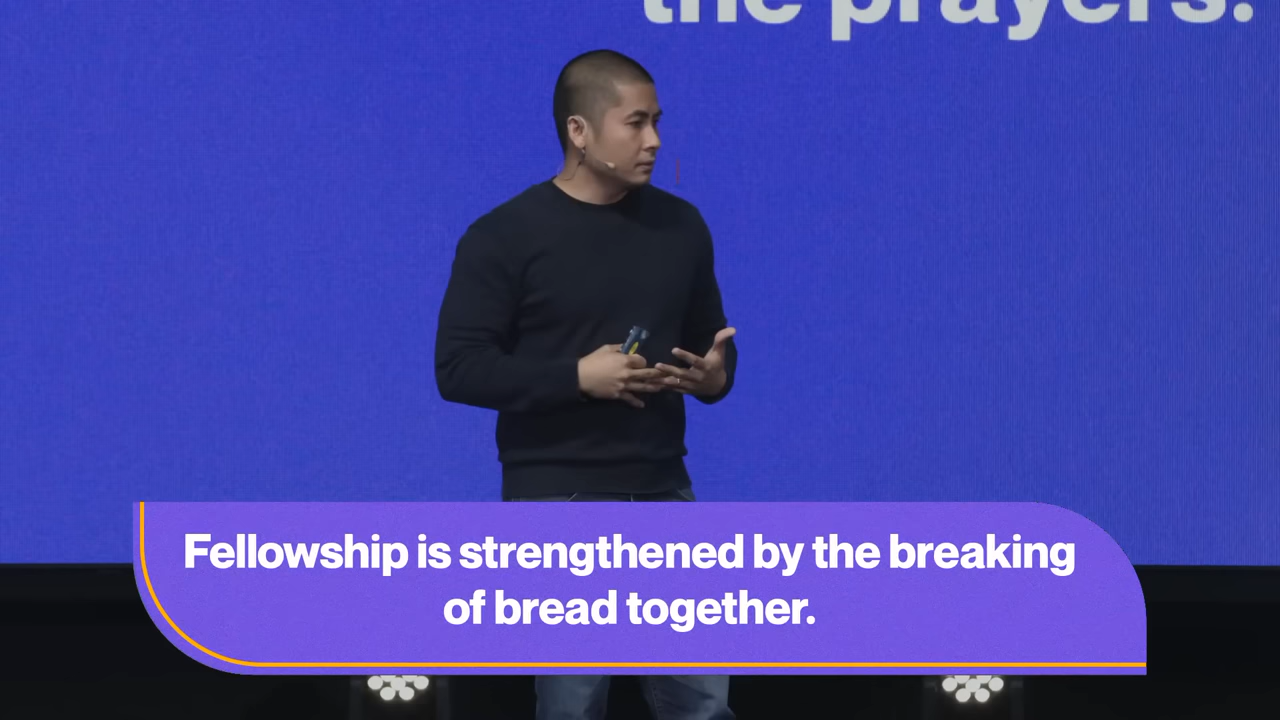 the prayers.
Fellowship is strengthened by the breaking
of bread together.